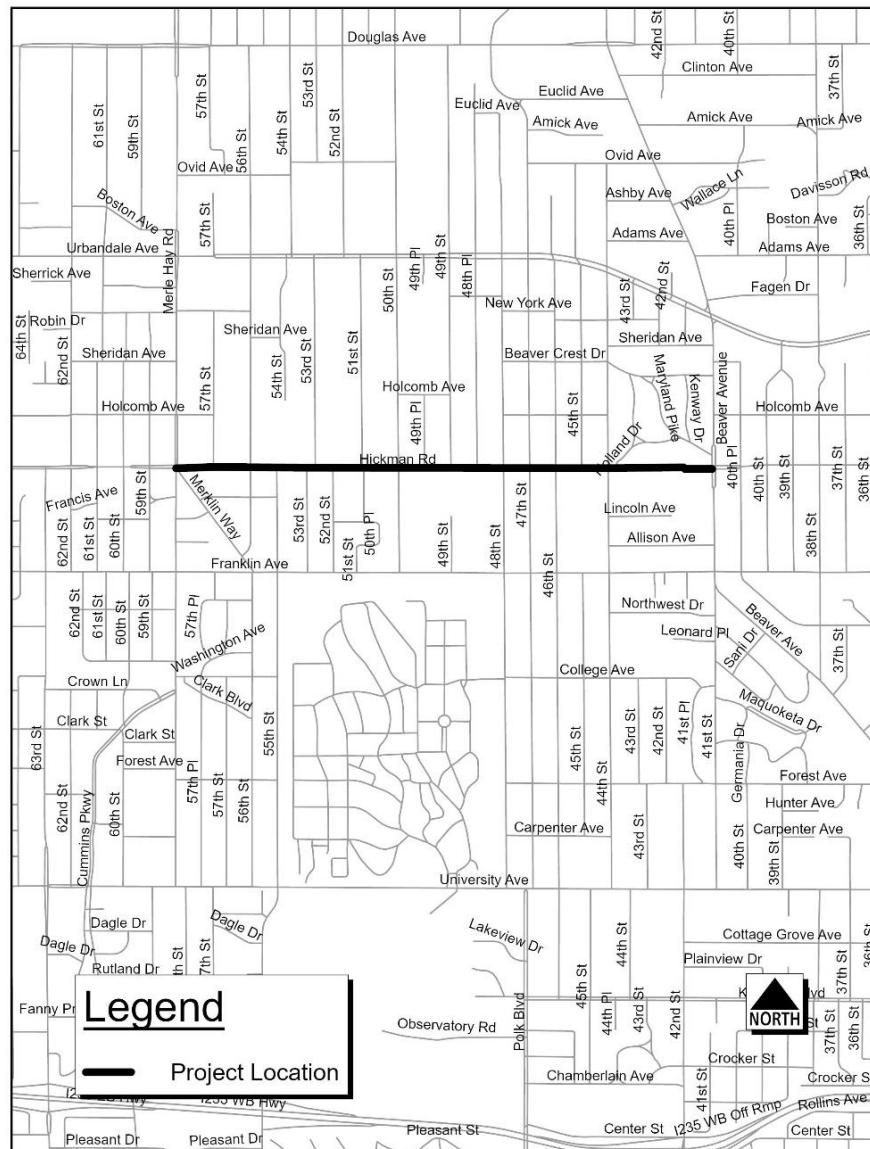 Douglas Ave
42nd St
40th St
Clinton Ave
37th St
53rd St
57th St
61st St
59th St
56th St
54th St
52nd St
Euclid Ave
Euclid Ave
Amick Ave
Amick Ave
Amick Ave
Ovid Ave
Ovid Ave
Ashby Ave
Wallace Ln
Davisson Rd
Boston Ave
57th St
40th Pl
Boston Ave
36th St
Adams Ave
Adams Ave
Urbandale Ave
Merle Hay Rd
49th Pl
49th St
48th Pl
50th St
Sherrick Ave
42nd St
43rd St
Fagen Dr
New York Ave
64th St
Robin Dr
62nd St
Sheridan Ave
Sheridan Ave
Sheridan Ave
54th St
53rd St
51st St
Beaver Crest Dr
Maryland Pike
Kenway Dr
Beaver Avenue
57th St
Holcomb Ave
Holcomb Ave
49th Pl
45th St
Holcomb Ave
Holland Dr
Hickman Rd
40th Pl
40th St
39th St
37th St
36th St
Merklin Way
Francis Ave
59th St
62nd St
61st St
60th St
53rd St
52nd St
51st St
50th Pl
49th St
48th St
47th St
46th St
Lincoln Ave
Allison Ave
38th St
Franklin Ave
62nd St
61st St
60th St
59th St
57th Pl
Washington Ave
Northwest Dr
Leonard Pl
Sani Dr
Beaver Ave
37th St
Crown Ln
Clark Blvd
College Ave
Maquoketa Dr
Clark St
Clark St
63rd St
55th St
45th St
44th St
43rd St
42nd St
41st Pl
41st St
Germania Dr
Forest Ave
Forest Ave
62nd St
Cummins Pkwy
60th St
57th Pl
57th St
56th St
Hunter Ave
Carpenter Ave
43rd St
Carpenter Ave
40th St
39th St
University Ave
Dagle Dr
Dagle Dr
Dagle Dr
Rutland Dr
Lakeview Dr
44th St
Cottage Grove Ave
Plainview Dr
36th St
37th St
45th St
Polk Blvd
44th Pl
43rd St
42nd St
NORTH
37th St
36th St
Legend
Project Location
Observatory Rd
Crocker St
Crocker S
Chamberlain Ave
41st St
I235 WB Hwy
I235 WB Off Rmp
Rollins Ave
Pleasant Dr
Pleasant Dr
Pleasant St
Center St
Center St